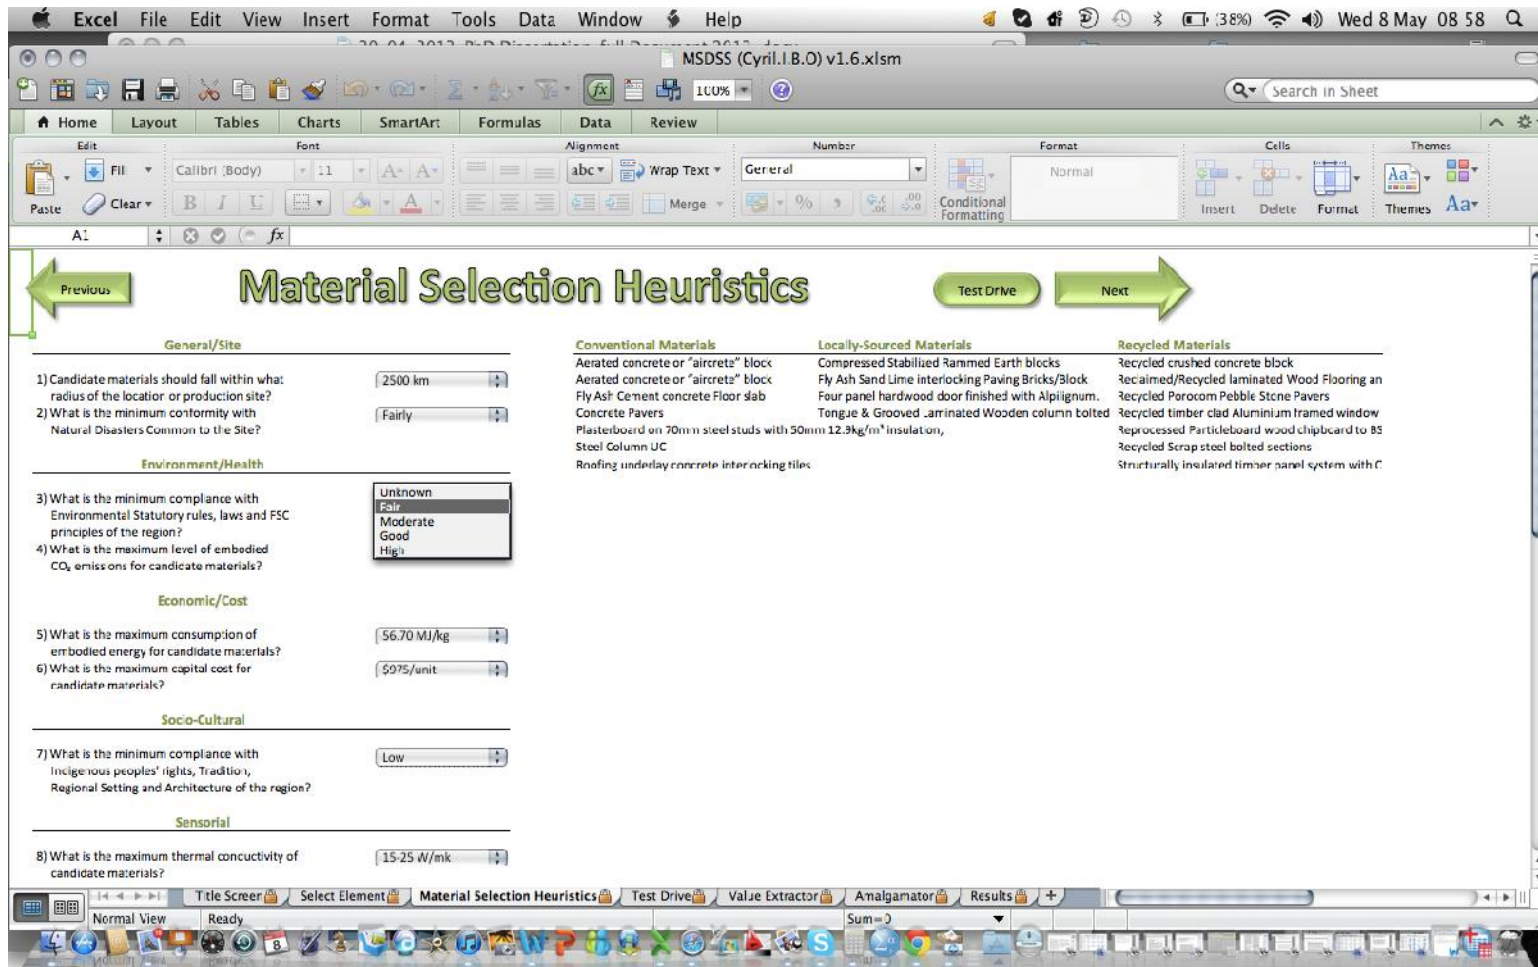 Excel File Edit View Insert Format Tools Data Window Help (38%) Wed 8 May 08 58
MSDSS (Cyril.I.B.O) v1.6.xlsm
100% Search in Sheet
Home Layout Tables Charts SmartArt Formulas Data Review
Edit Font Alignment Number Format Cells Themes
Fill Calibri (Body) 11 abc Wrap Text General Normal
Paste Clear B I U Merge % Conditional Formatting Insert Delete Format Themes Aa
A1 fx
Previous Material Selection Heuristics Test Drive Next
General/Site Conventional Materials Locally-Sourced Materials Recycled Materials
Aerated concrete or "aircrete" block Compressed Stabilized Rammed Earth blocks Recycled crushed concrete block
1) Candidate materials should fall within what 2500 km Aerated concrete or "aircrete" block Fly Ash Sand Lime interlocking Paving Bricks/Block Reclaimed/Recycled laminated Wood Flooring an
radius of the location or production site? Fly Ash Cement concrete Floor slab Four panel hardwood door finished with Alpilignum. Recycled Porocom Pebble Stone Pavers
2) What is the minimum conformity with Fairly Concrete Pavers Tongue & Grooved Laminated Wooden column bolted Recycled timber clad Aluminium framed window
Natural Disasters Common to the Site? Plasterboard on 70mm steel studs with 50mm 12.9kg/m³ insulation, Reprocessed Particleboard wood chipboard to BS
Steel Column UC Recycled Scrap steel bolted sections
Environment/Health Roofing underlay concrete interlocking tiles Structurally insulated timber panel system with C
3) What is the minimum compliance with Unknown
Environmental Statutory rules, laws and FSC Fair
principles of the region? Moderate
Good
4) What is the maximum level of embodied High
CO₂ emissions for candidate materials?
Economic/Cost
5) What is the maximum consumption of 56.70 MJ/kg
embodied energy for candidate materials?
6) What is the maximum capital cost for $975/unit
candidate materials?
Socio-Cultural
7) What is the minimum compliance with Low
Indigenous peoples' rights, Tradition,
Regional Setting and Architecture of the region?
Sensorial
8) What is the maximum thermal conductivity of 15-25 W/mk
candidate materials?
Title Screen Select Element Material Selection Heuristics Test Drive Value Extractor Amalgamator Results +
Normal View Ready Sum=0